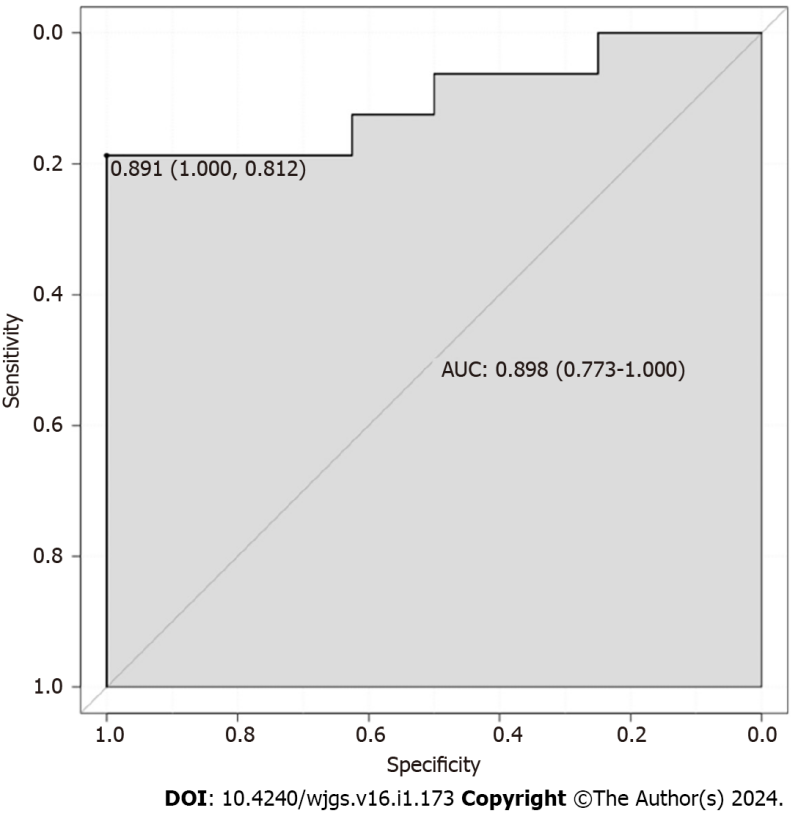 0.0
0.2
0.891 (1.000, 0.812)
0.4
Sensitivity
AUC: 0.898 (0.773-1.000)
0.6
0.8
1.0
1.0 0.8 0.6 0.4 0.2 0.0
Specificity
DOI: 10.4240/wjgs.v16.i1.173 Copyright ©The Author(s) 2024.